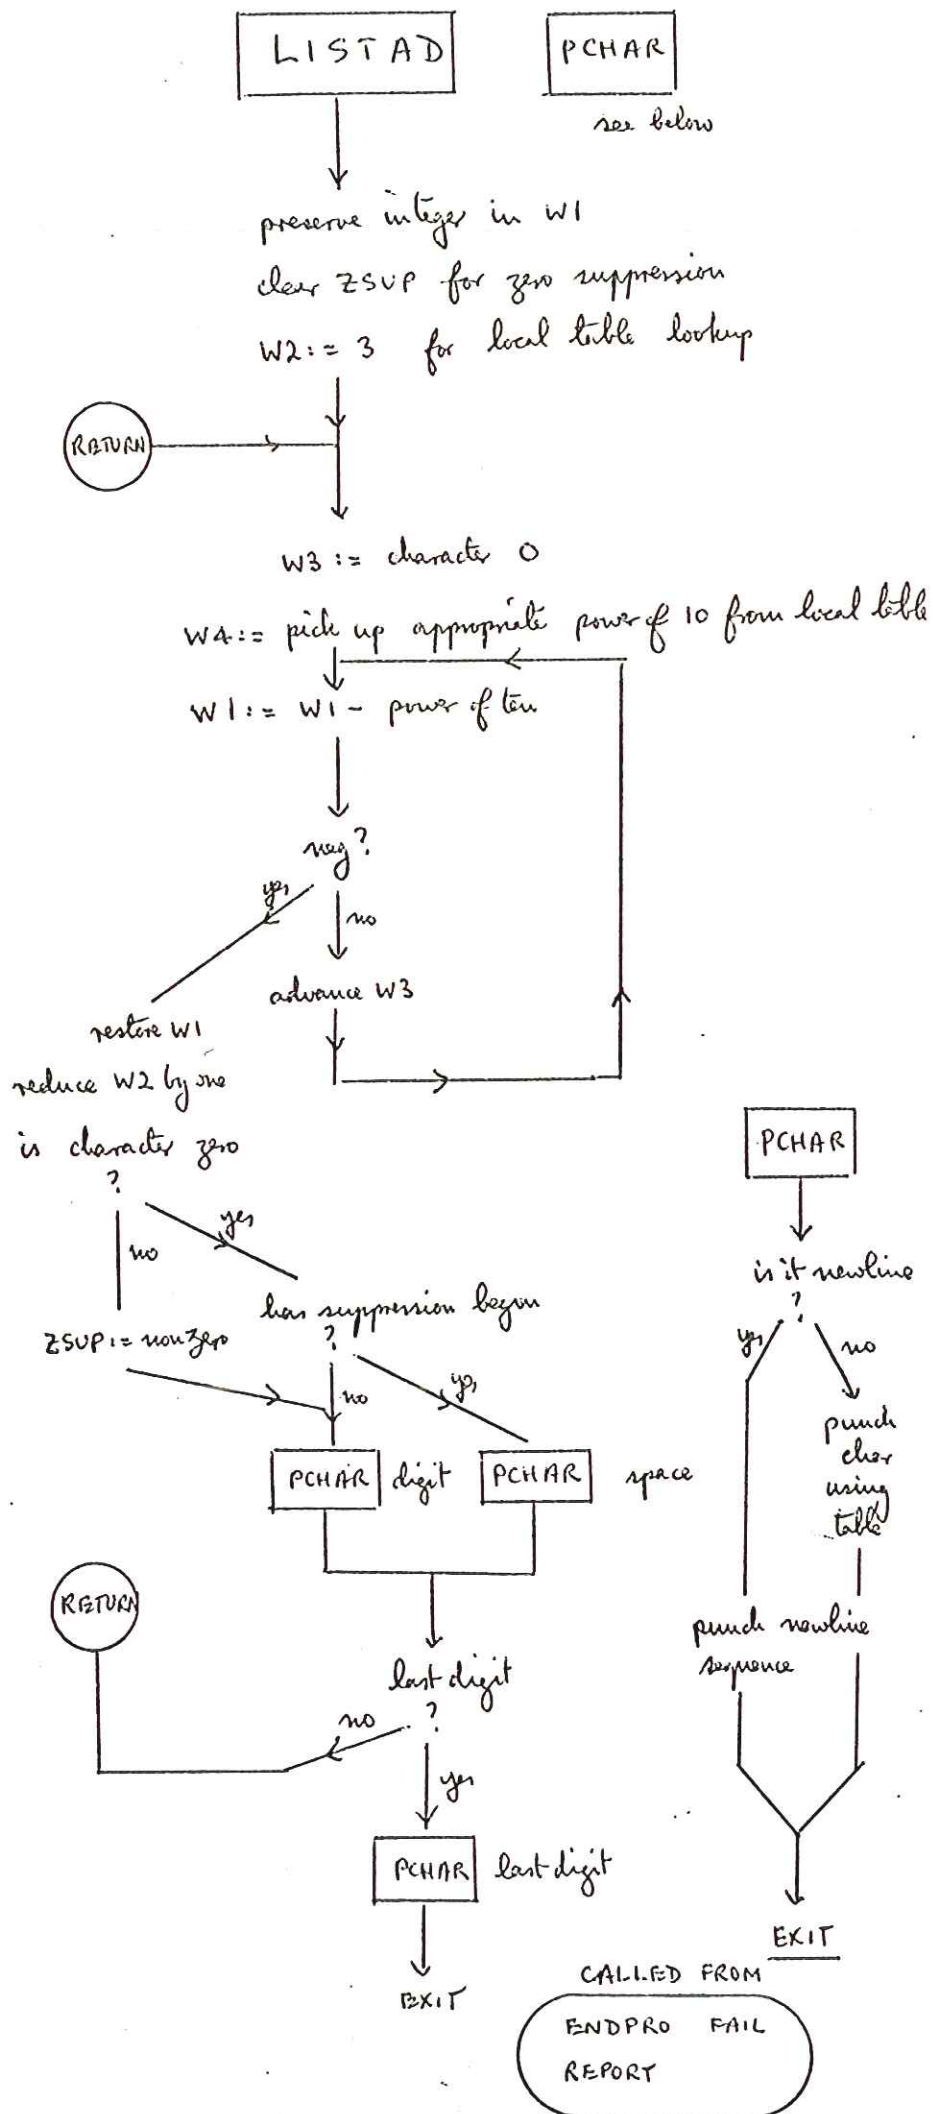 LISTAD
PCHAR
see below
preserve integer in W1
clear ZSUP for zero suppression
W2:= 3 for local table lookup
RETURN
W3 := character 0
W4:= pick up appropriate power of 10 from local table
W1:= W1 - power of ten
neg?
yes
no
advance W3
restore W1
reduce W2 by one
is character zero
?
yes
no
has suppression begun
?
ZSUP:= nonzero
no
yes
PCHAR digit
PCHAR space
RETURN
last digit
?
no
yes
PCHAR last digit
EXIT
PCHAR
is it newline
?
yes
no
punch
char
using
table
punch newline
sequence
EXIT
CALLED FROM
ENDPRO FAIL
REPORT